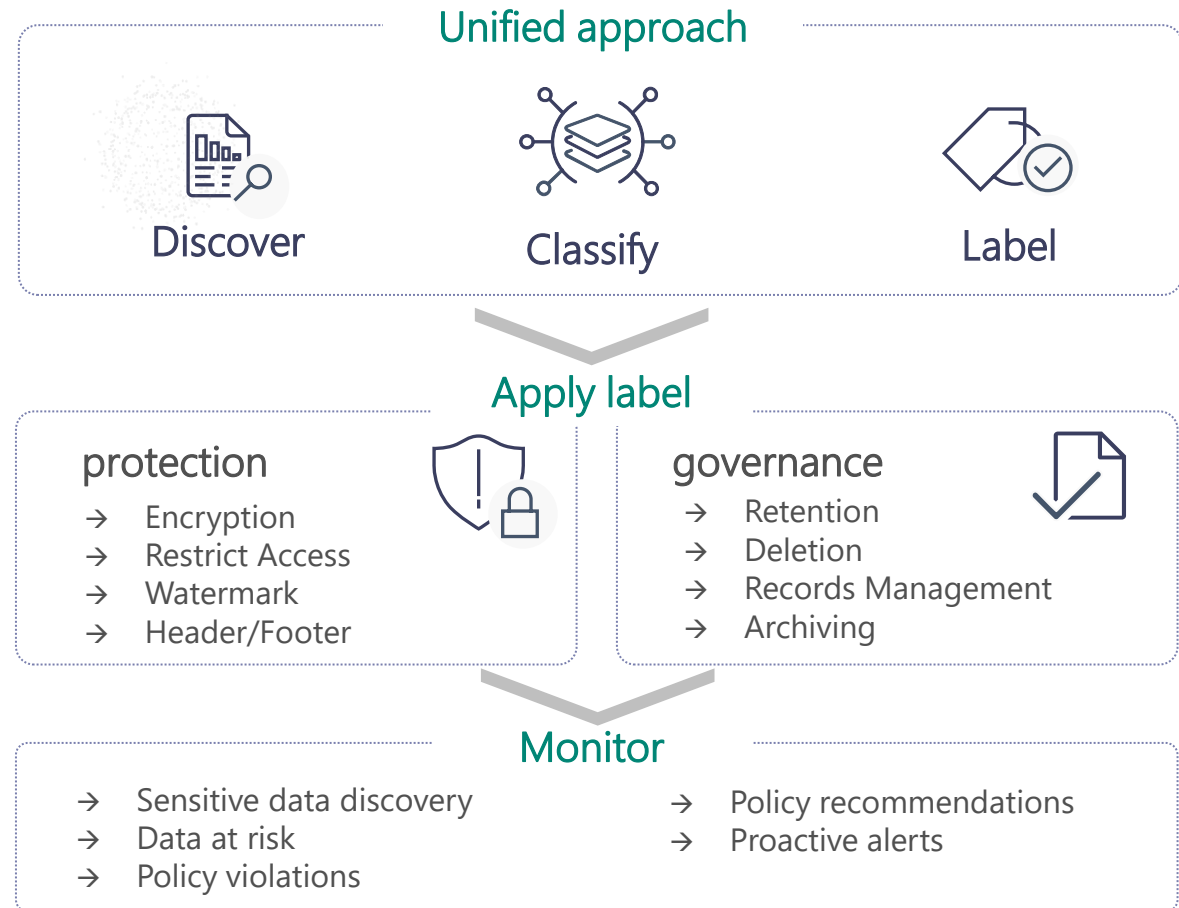 Unified approach
Discover
Classify
Label
Apply label
protection
→ Encryption
→ Restrict Access
→ Watermark
→ Header/Footer
governance
→ Retention
→ Deletion
→ Records Management
→ Archiving
Monitor
→ Sensitive data discovery
→ Data at risk
→ Policy violations
→ Policy recommendations
→ Proactive alerts